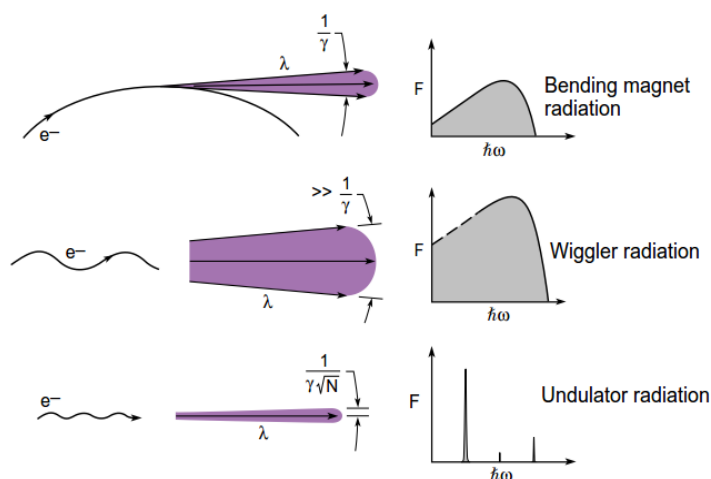 1/γ
λ
e–
F
ħω
Bending magnet
radiation
>> 1/γ
e–
λ
F
ħω
Wiggler radiation
1/γ√N
e–
λ
F
ħω
Undulator radiation